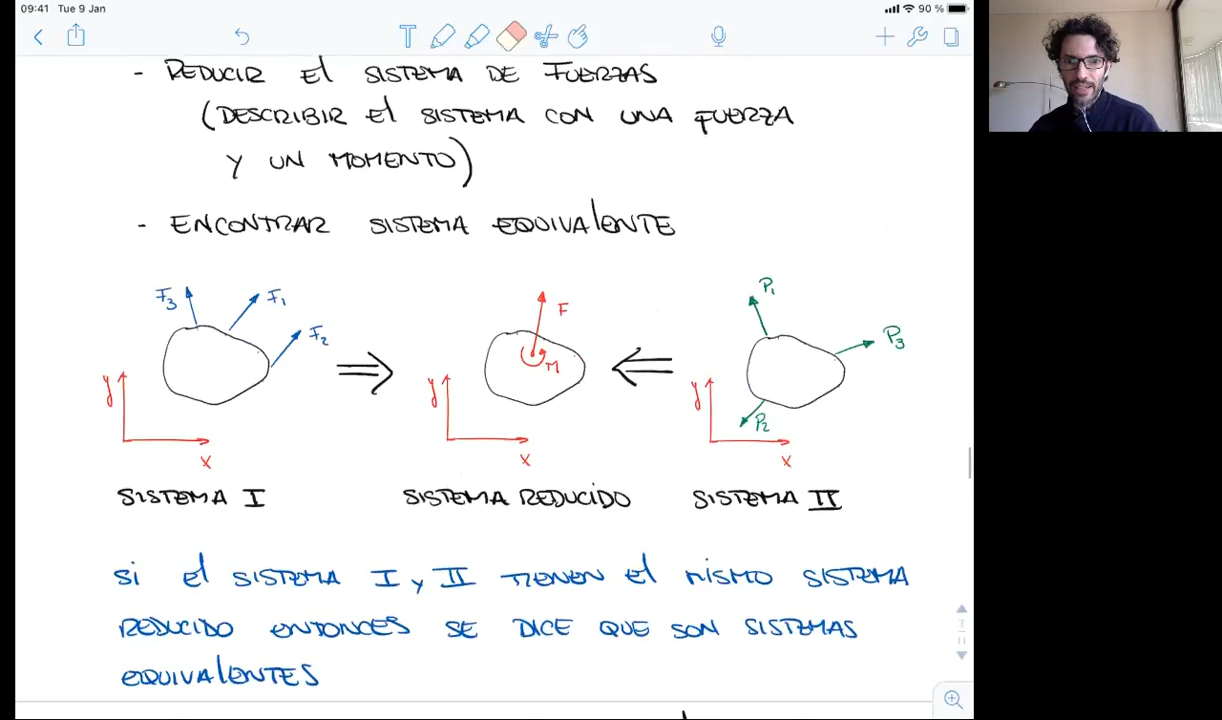 09:41 Tue 9 Jan 90 %
- REDUCIR El SISTEMA DE FUERZAS
(DESCRIBIR El SISTEMA CON UNA FUERZA
Y UN MOMENTO)
- ENCONTRAR SISTEMA EQUIVAlENTE
F3 F1 F2
F M
P1 P3 P2
y x
y x
y x
SISTEMA I
SISTEMA REDUCIDO
SISTEMA II
Si El SISTEMA I y II TIENEN El MISMO SISTEMA
REDUCIDO ENTONCES SE DICE QUE SON SISTEMAS
EQUIVAlENTES